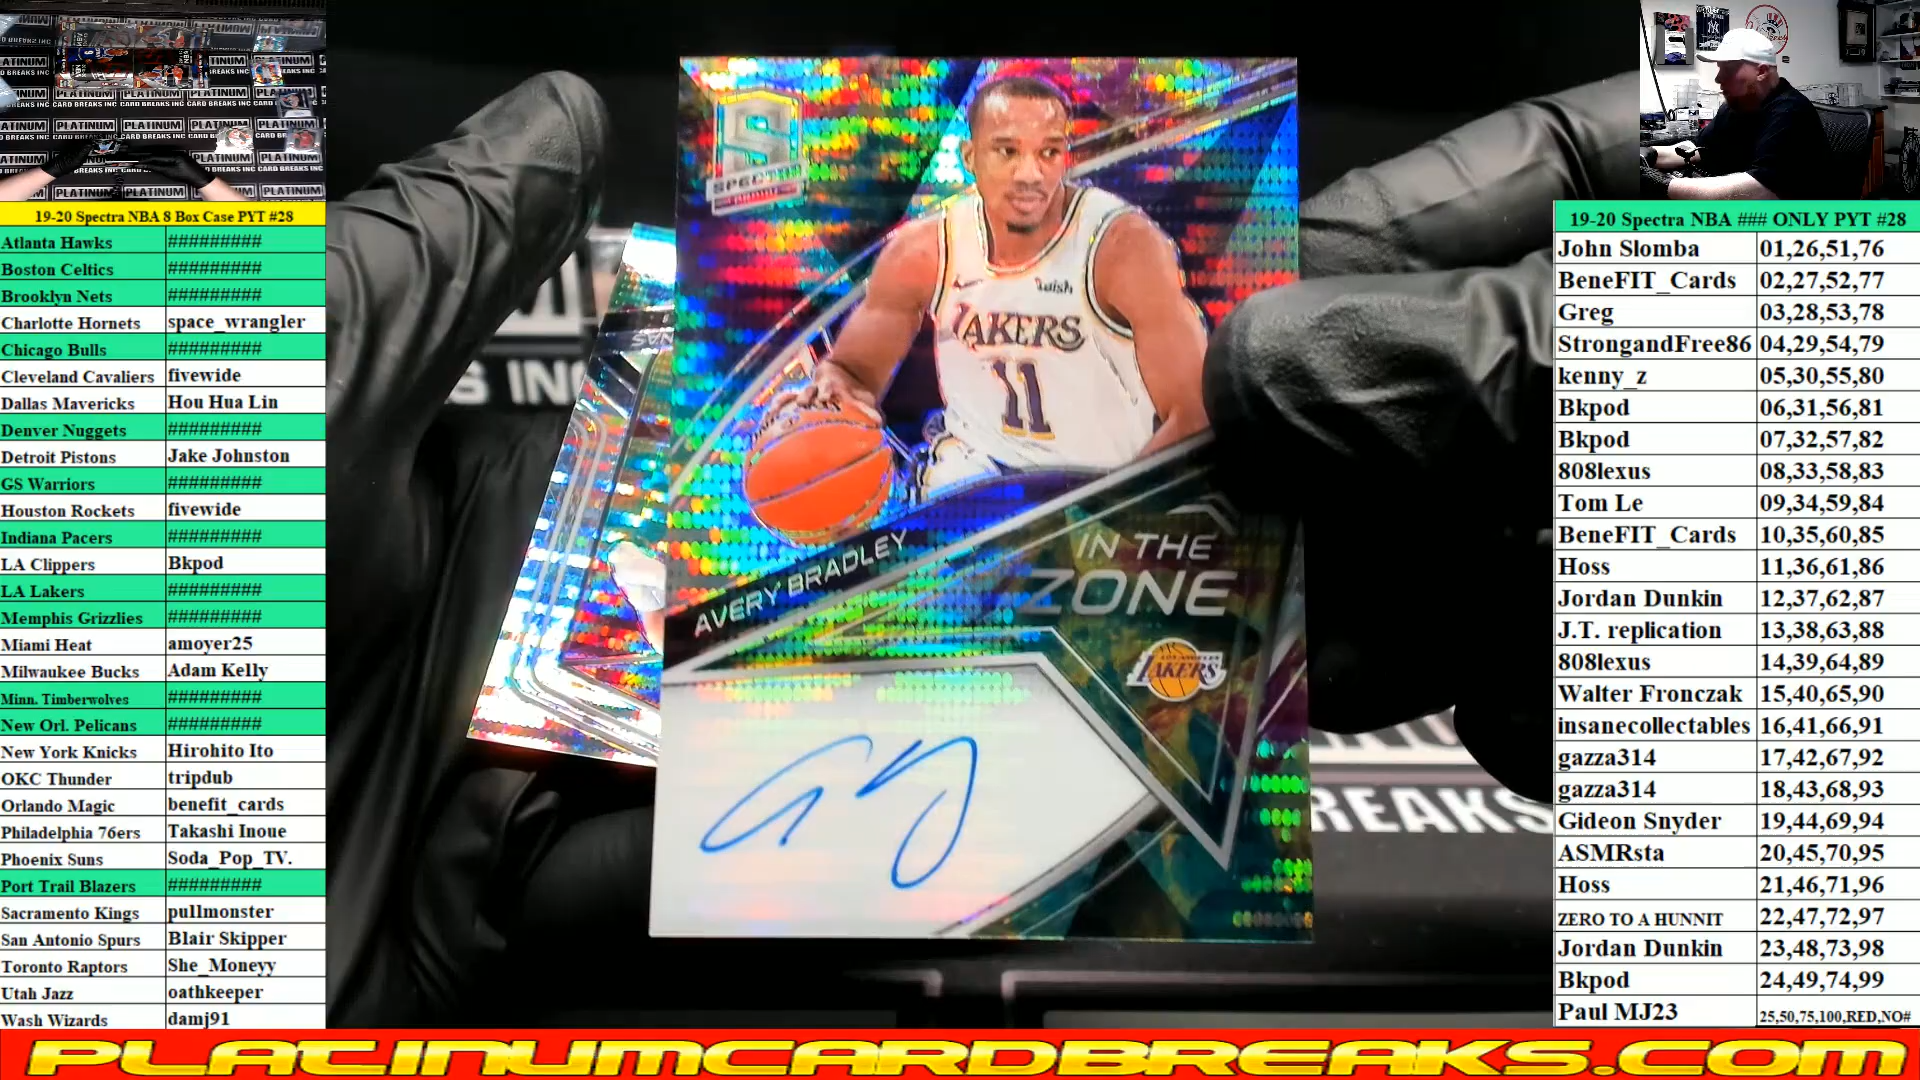 19-20 Spectra NBA 8 Box Case PYT #28
Atlanta Hawks #########
Boston Celtics #########
Brooklyn Nets #########
Charlotte Hornets space_wrangler
Chicago Bulls #########
Cleveland Cavaliers fivewide
Dallas Mavericks Hou Hua Lin
Denver Nuggets #########
Detroit Pistons Jake Johnston
GS Warriors #########
Houston Rockets fivewide
Indiana Pacers #########
LA Clippers Bkpod
LA Lakers #########
Memphis Grizzlies #########
Miami Heat amoyer25
Milwaukee Bucks Adam Kelly
Minn. Timberwolves #########
New Orl. Pelicans #########
New York Knicks Hirohito Ito
OKC Thunder tripdub
Orlando Magic benefit_cards
Philadelphia 76ers Takashi Inoue
Phoenix Suns Soda_Pop_TV.
Port Trail Blazers #########
Sacramento Kings pullmonster
San Antonio Spurs Blair Skipper
Toronto Raptors She_Moneyy
Utah Jazz oathkeeper
Wash Wizards damj91
S
SPECTRA
wish
LAKERS
11
AVERY BRADLEY
IN THE
ZONE
LOS ANGELES
LAKERS
S INC
BREAKS
PLATINUM
CARD BREAKS INC
19-20 Spectra NBA ### ONLY PYT #28
John Slomba 01,26,51,76
BeneFIT_Cards 02,27,52,77
Greg 03,28,53,78
StrongandFree86 04,29,54,79
kenny_z 05,30,55,80
Bkpod 06,31,56,81
Bkpod 07,32,57,82
808lexus 08,33,58,83
Tom Le 09,34,59,84
BeneFIT_Cards 10,35,60,85
Hoss 11,36,61,86
Jordan Dunkin 12,37,62,87
J.T. replication 13,38,63,88
808lexus 14,39,64,89
Walter Fronczak 15,40,65,90
insanecollectables 16,41,66,91
gazza314 17,42,67,92
gazza314 18,43,68,93
Gideon Snyder 19,44,69,94
ASMRsta 20,45,70,95
Hoss 21,46,71,96
ZERO TO A HUNNIT 22,47,72,97
Jordan Dunkin 23,48,73,98
Bkpod 24,49,74,99
Paul MJ23 25,50,75,100,RED,NO#
PLATINUMCARDBREAKS.COM